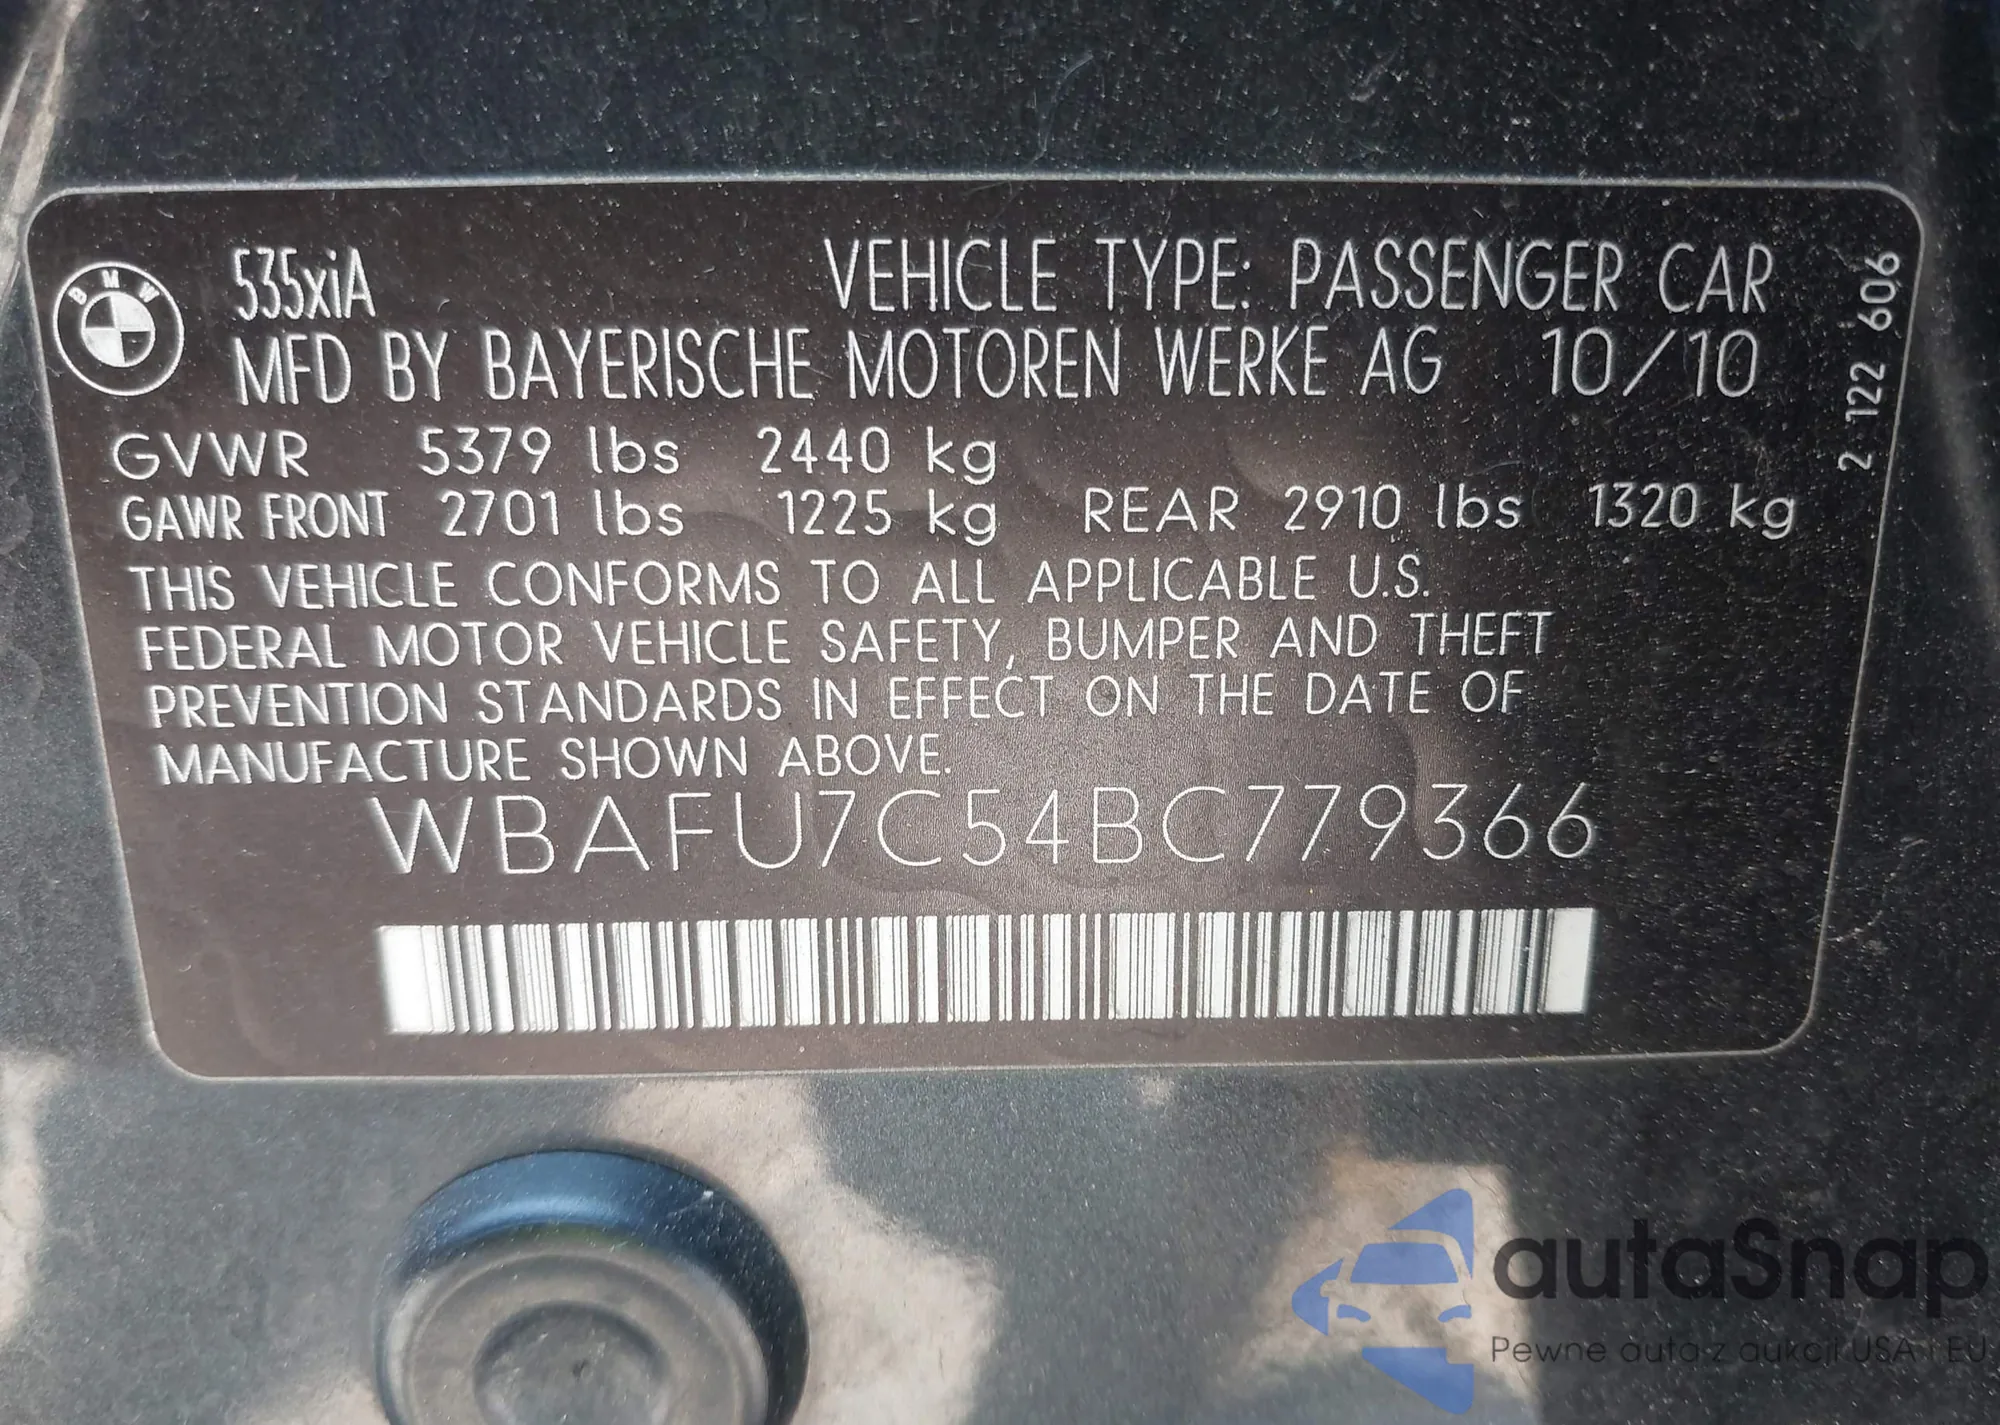 BMW
535xiA VEHICLE TYPE: PASSENGER CAR
MFD BY BAYERISCHE MOTOREN WERKE AG 10/10
GVWR 5379 lbs 2440 kg
GAWR FRONT 2701 lbs 1225 kg REAR 2910 lbs 1320 kg
THIS VEHICLE CONFORMS TO ALL APPLICABLE U.S.
FEDERAL MOTOR VEHICLE SAFETY, BUMPER AND THEFT
PREVENTION STANDARDS IN EFFECT ON THE DATE OF
MANUFACTURE SHOWN ABOVE.
WBAFU7C54BC779366
2 122 606
autaSnap
Pewne auta z aukcji USA i EU